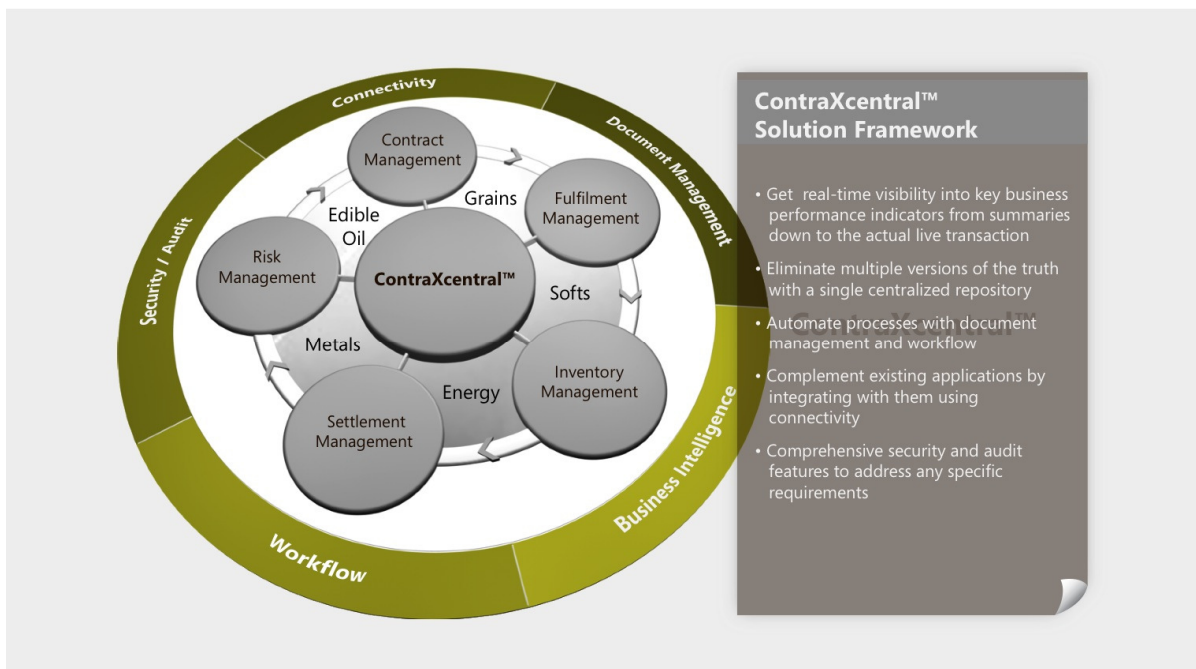 Connectivity
Document Management
Security / Audit
Business Intelligence
Workflow
Contract
Management
Grains
Fulfilment
Management
Edible
Oil
Risk
Management
ContraXcentral™
Softs
Metals
Inventory
Management
Energy
Settlement
Management
ContraXcentral™
Solution Framework
• Get real-time visibility into key business
performance indicators from summaries
down to the actual live transaction
• Eliminate multiple versions of the truth
with a single centralized repository
• Automate processes with document
management and workflow
ContraXcentral™
• Complement existing applications by
integrating with them using
connectivity
• Comprehensive security and audit
features to address any specific
requirements